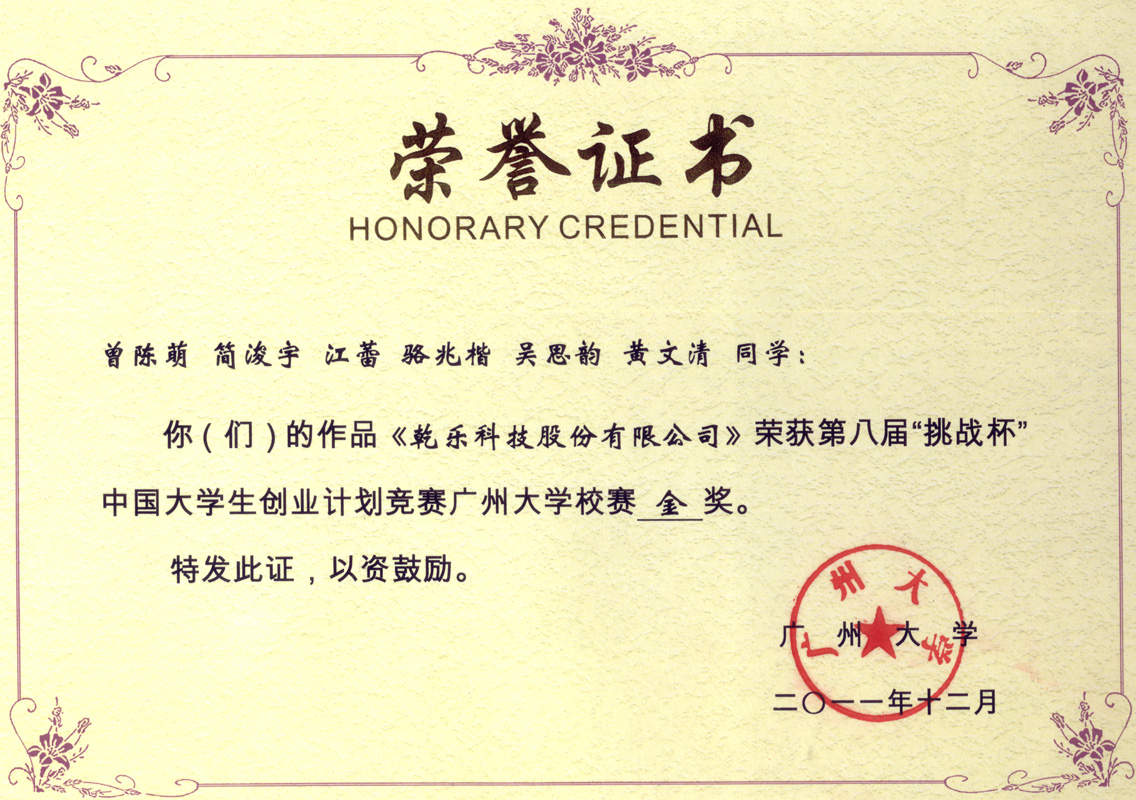 荣誉证书
HONORARY CREDENTIAL
曾陈萌 简浚宇 江蕾 骆兆楷 吴思韵 黄文清 同学：
你（们）的作品《乾乐科技股份有限公司》荣获第八届“挑战杯”
中国大学生创业计划竞赛广州大学校赛 金 奖。
特发此证，以资鼓励。
广州大学
广州大学
二〇一一年十二月